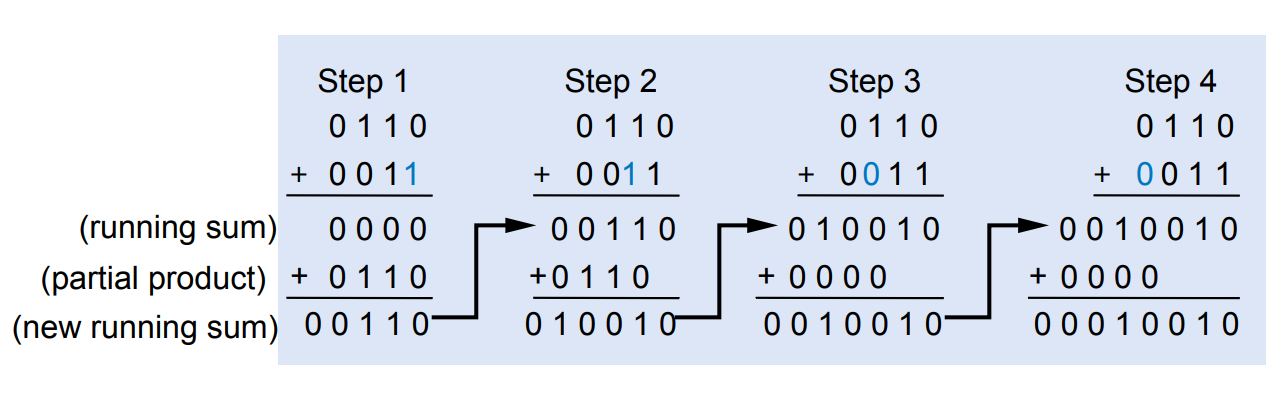 Step 1 Step 2 Step 3 Step 4
0 1 1 0 0 1 1 0 0 1 1 0 0 1 1 0
+ 0 0 1 1 + 0 0 1 1 + 0 0 1 1 + 0 0 1 1
(running sum) 0 0 0 0 0 0 1 1 0 0 1 0 0 1 0 0 0 1 0 0 1 0
(partial product) + 0 1 1 0 +0 1 1 0 + 0 0 0 0 + 0 0 0 0
(new running sum) 0 0 1 1 0 0 1 0 0 1 0 0 0 1 0 0 1 0 0 0 0 1 0 0 1 0